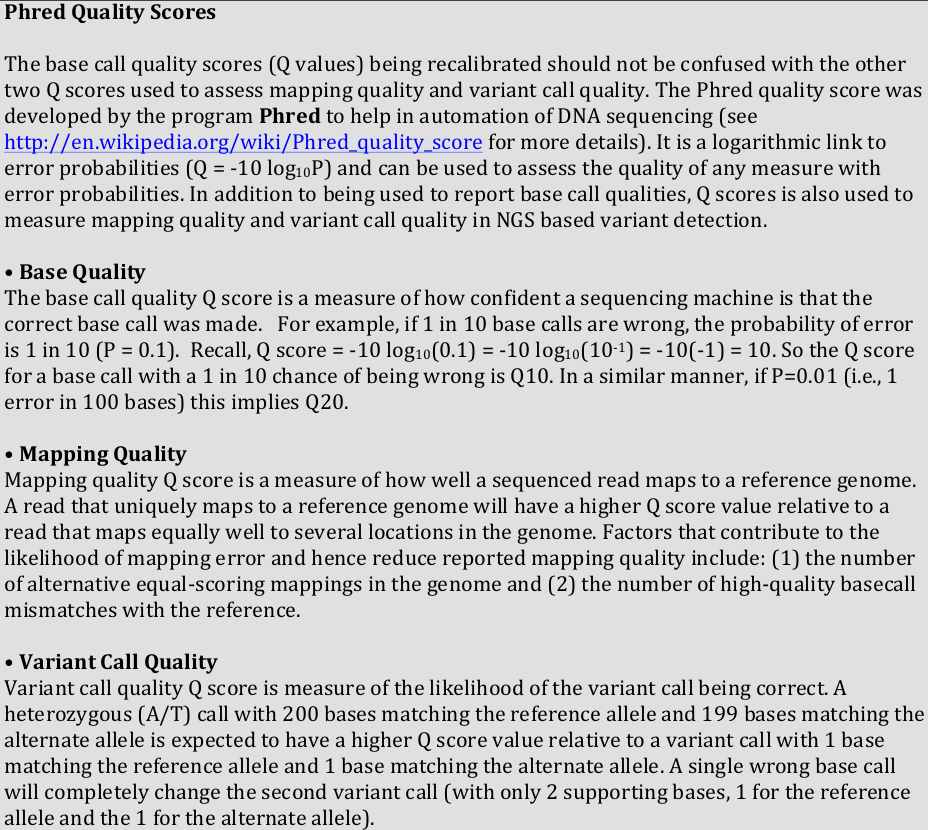 Phred Quality Scores
The base call quality scores (Q values) being recalibrated should not be confused with the other
two Q scores used to assess mapping quality and variant call quality. The Phred quality score was
developed by the program Phred to help in automation of DNA sequencing (see
http://en.wikipedia.org/wiki/Phred_quality_score for more details). It is a logarithmic link to
error probabilities (Q = -10 log₁₀P) and can be used to assess the quality of any measure with
error probabilities. In addition to being used to report base call qualities, Q scores is also used to
measure mapping quality and variant call quality in NGS based variant detection.
• Base Quality
The base call quality Q score is a measure of how confident a sequencing machine is that the
correct base call was made.   For example, if 1 in 10 base calls are wrong, the probability of error
is 1 in 10 (P = 0.1).  Recall, Q score = -10 log₁₀(0.1) = -10 log₁₀(10⁻¹) = -10(-1) = 10. So the Q score
for a base call with a 1 in 10 chance of being wrong is Q10. In a similar manner, if P=0.01 (i.e., 1
error in 100 bases) this implies Q20.
• Mapping Quality
Mapping quality Q score is a measure of how well a sequenced read maps to a reference genome.
A read that uniquely maps to a reference genome will have a higher Q score value relative to a
read that maps equally well to several locations in the genome. Factors that contribute to the
likelihood of mapping error and hence reduce reported mapping quality include: (1) the number
of alternative equal-scoring mappings in the genome and (2) the number of high-quality basecall
mismatches with the reference.
• Variant Call Quality
Variant call quality Q score is measure of the likelihood of the variant call being correct. A
heterozygous (A/T) call with 200 bases matching the reference allele and 199 bases matching the
alternate allele is expected to have a higher Q score value relative to a variant call with 1 base
matching the reference allele and 1 base matching the alternate allele. A single wrong base call
will completely change the second variant call (with only 2 supporting bases, 1 for the reference
allele and the 1 for the alternate allele).